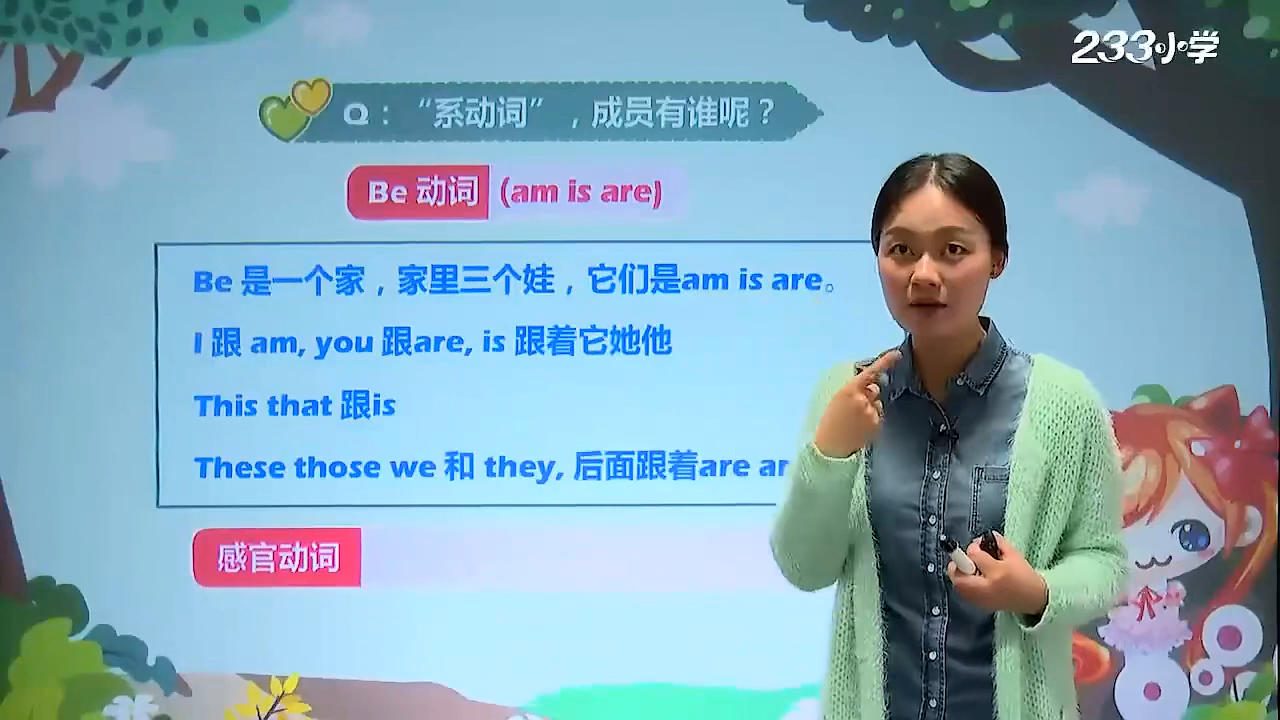 233小学
Q：“系动词”，成员有谁呢？
Be 动词 (am is are)
Be 是一个家，家里三个娃，它们是am is are。
I 跟 am, you 跟are, is 跟着它她他
This that 跟is
These those we 和 they, 后面跟着are
感官动词